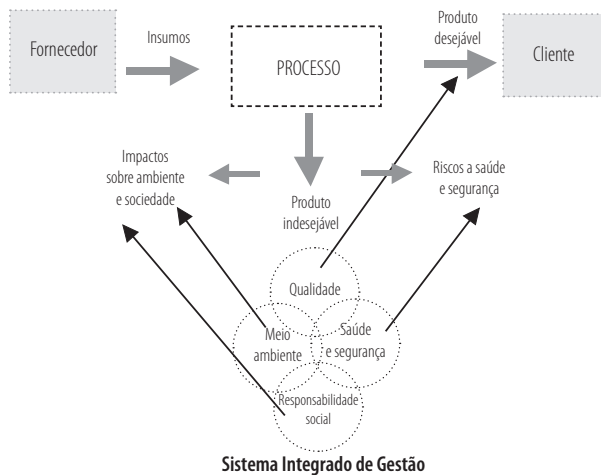 Fornecedor
Insumos
PROCESSO
Produto
desejável
Cliente
Impactos
sobre ambiente
e sociedade
Produto
indesejável
Riscos a saúde
e segurança
Qualidade
Meio
ambiente
Saúde
e segurança
Responsabilidade
social
Sistema Integrado de Gestão